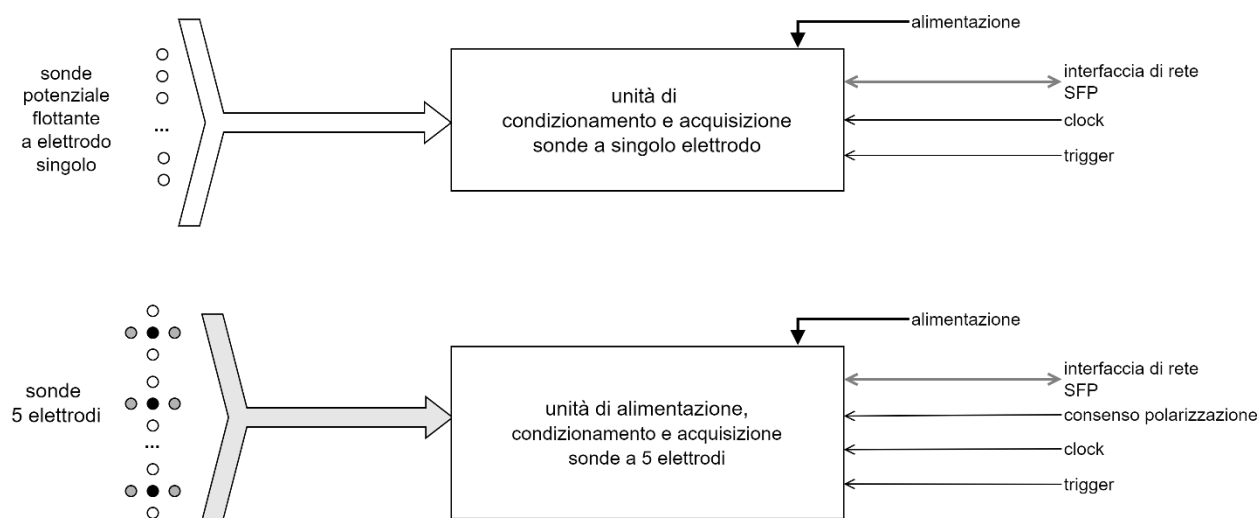 sonde
potenziale
flottante
a elettrodo
singolo
...
unità di
condizionamento e acquisizione
sonde a singolo elettrodo
alimentazione
interfaccia di rete
SFP
clock
trigger
sonde
5 elettrodi
...
unità di alimentazione,
condizionamento e acquisizione
sonde a 5 elettrodi
alimentazione
interfaccia di rete
SFP
consenso polarizzazione
clock
trigger